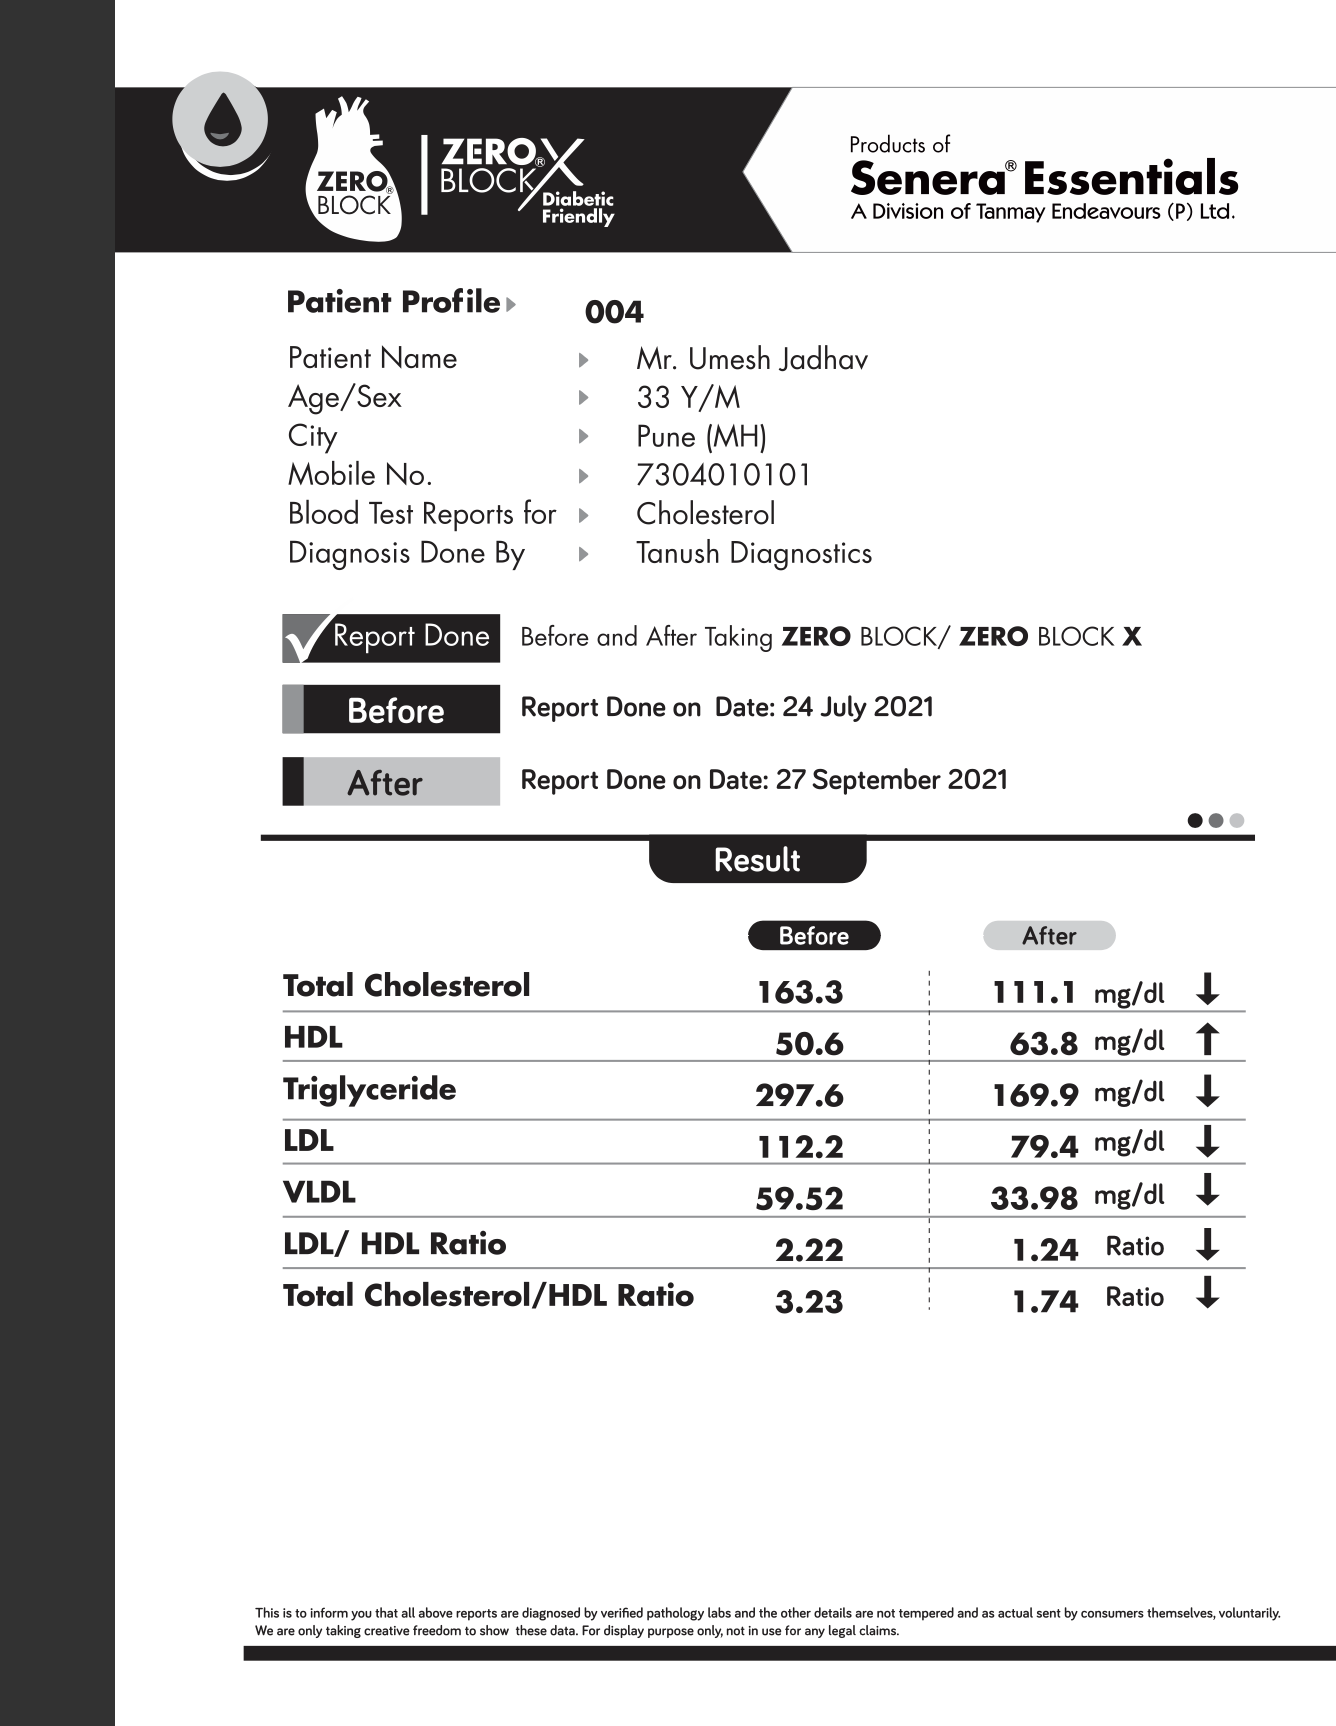 ZERO®
BLOCK
ZERO®
BLOCK X
Diabetic
Friendly
Products of
Senera® Essentials
A Division of Tanmay Endeavours (P) Ltd.
Patient Profile 004
Patient Name Mr. Umesh Jadhav
Age/Sex 33 Y/M
City Pune (MH)
Mobile No. 7304010101
Blood Test Reports for Cholesterol
Diagnosis Done By Tanush Diagnostics
Report Done Before and After Taking ZERO BLOCK/ ZERO BLOCK X
Before Report Done on Date: 24 July 2021
After Report Done on Date: 27 September 2021
Result
Before After
Total Cholesterol 163.3 111.1 mg/dl ↓
HDL 50.6 63.8 mg/dl ↑
Triglyceride 297.6 169.9 mg/dl ↓
LDL 112.2 79.4 mg/dl ↓
VLDL 59.52 33.98 mg/dl ↓
LDL/ HDL Ratio 2.22 1.24 Ratio ↓
Total Cholesterol/HDL Ratio 3.23 1.74 Ratio ↓
This is to inform you that all above reports are diagnosed by verified pathology labs and the other details are not tempered and as actual sent by consumers themselves, voluntarily.
We are only taking creative freedom to show these data. For display purpose only, not in use for any legal claims.